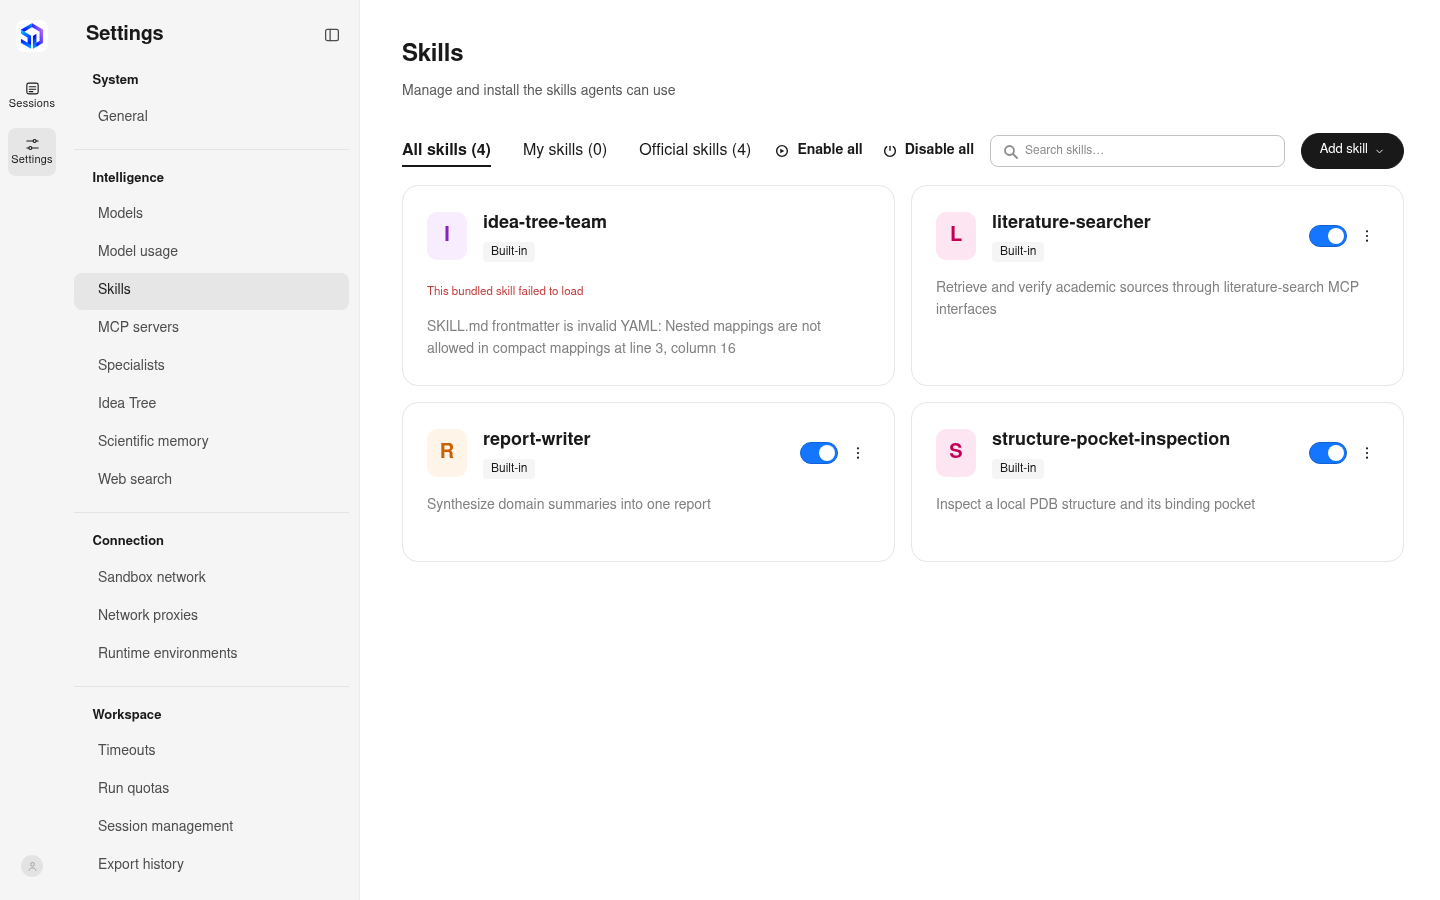 Settings
Sessions
Settings
System
General
Intelligence
Models
Model usage
Skills
MCP servers
Specialists
Idea Tree
Scientific memory
Web search
Connection
Sandbox network
Network proxies
Runtime environments
Workspace
Timeouts
Run quotas
Session management
Export history
Skills
Manage and install the skills agents can use
All skills (4)
My skills (0)
Official skills (4)
Enable all
Disable all
Search skills...
Add skill
I
idea-tree-team
Built-in
This bundled skill failed to load
SKILL.md frontmatter is invalid YAML: Nested mappings are not
allowed in compact mappings at line 3, column 16
L
literature-searcher
Built-in
Retrieve and verify academic sources through literature-search MCP
interfaces
R
report-writer
Built-in
Synthesize domain summaries into one report
S
structure-pocket-inspection
Built-in
Inspect a local PDB structure and its binding pocket